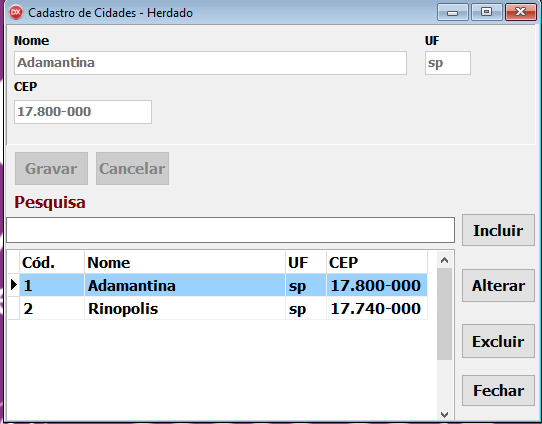 DX Cadastro de Cidades - Herdado
Nome UF
Adamantina sp
CEP
17.800-000
Gravar Cancelar
Pesquisa
Incluir
Cód. Nome UF CEP
1 Adamantina sp 17.800-000
Alterar
2 Rinopolis sp 17.740-000
Excluir
Fechar